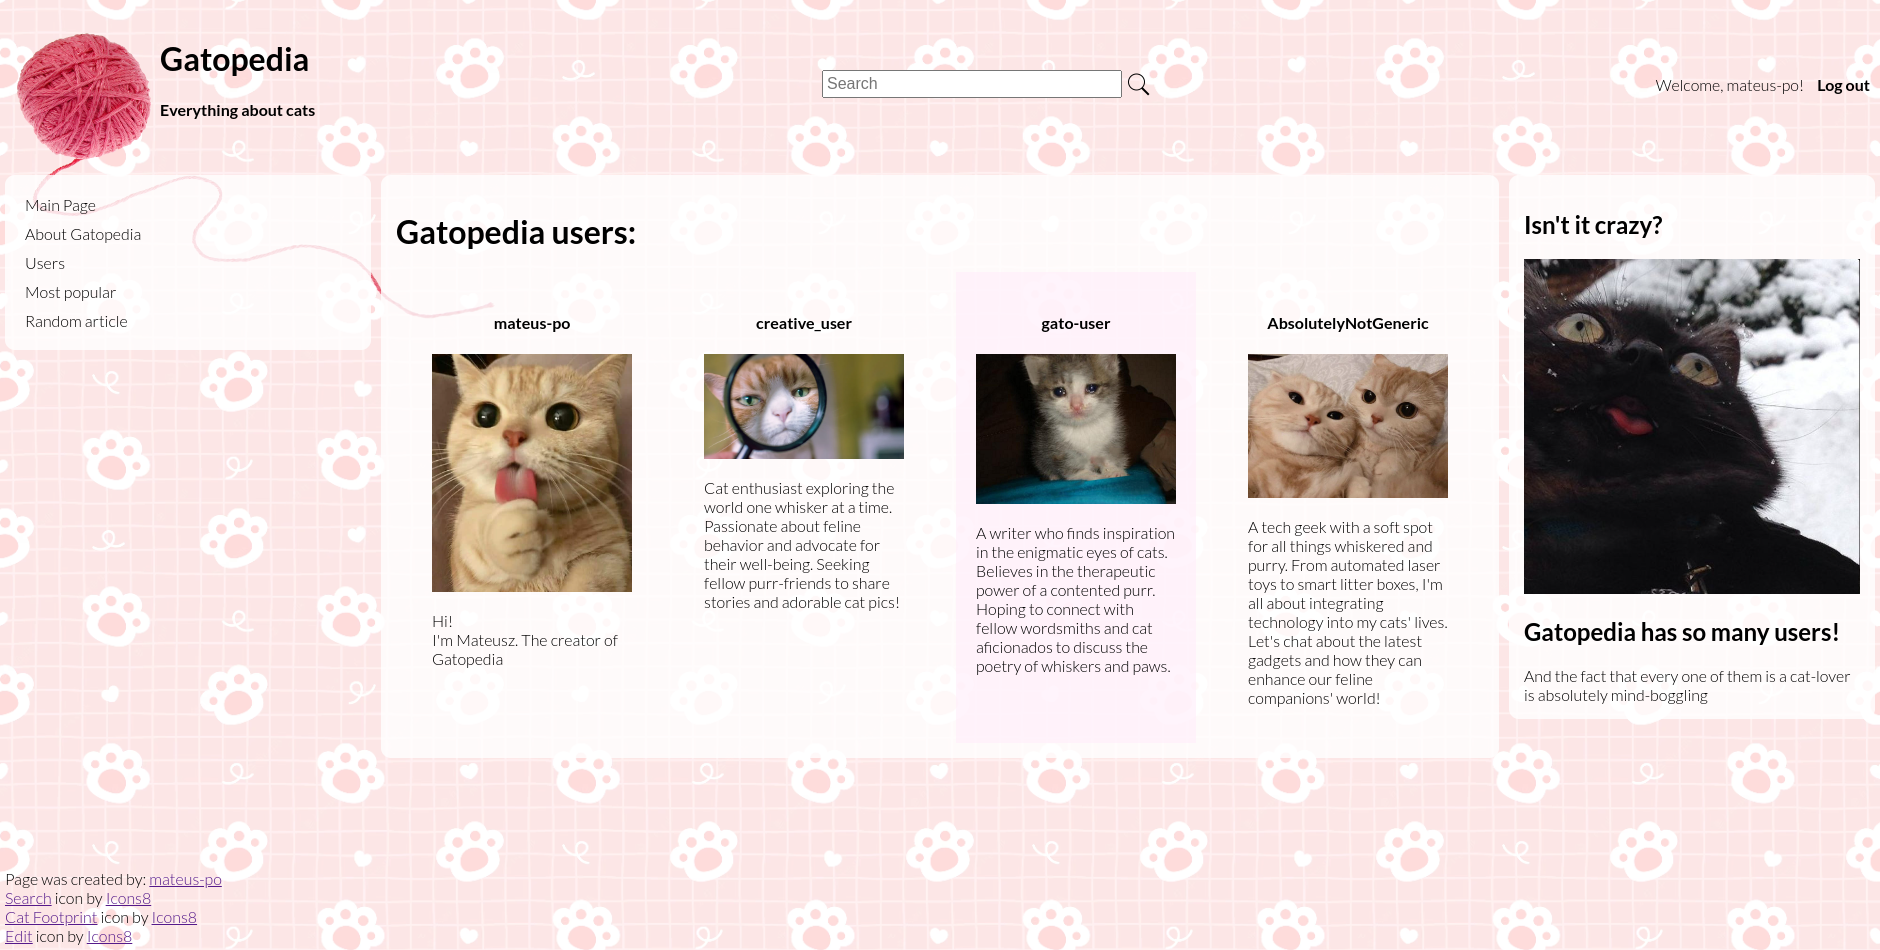 Gatopedia
Everything about cats
Search
Welcome, mateus-po! Log out
Main Page
About Gatopedia
Users
Most popular
Random article
Gatopedia users:
mateus-po
Hi!
I'm Mateusz. The creator of
Gatopedia
creative_user
Cat enthusiast exploring the
world one whisker at a time.
Passionate about feline
behavior and advocate for
their well-being. Seeking
fellow purr-friends to share
stories and adorable cat pics!
gato-user
A writer who finds inspiration
in the enigmatic eyes of cats.
Believes in the therapeutic
power of a contented purr.
Hoping to connect with
fellow wordsmiths and cat
aficionados to discuss the
poetry of whiskers and paws.
AbsolutelyNotGeneric
A tech geek with a soft spot
for all things whiskered and
purry. From automated laser
toys to smart litter boxes, I'm
all about integrating
technology into my cats' lives.
Let's chat about the latest
gadgets and how they can
enhance our feline
companions' world!
Isn't it crazy?
Gatopedia has so many users!
And the fact that every one of them is a cat-lover
is absolutely mind-boggling
Page was created by: mateus-po
Search icon by Icons8
Cat Footprint icon by Icons8
Edit icon by Icons8